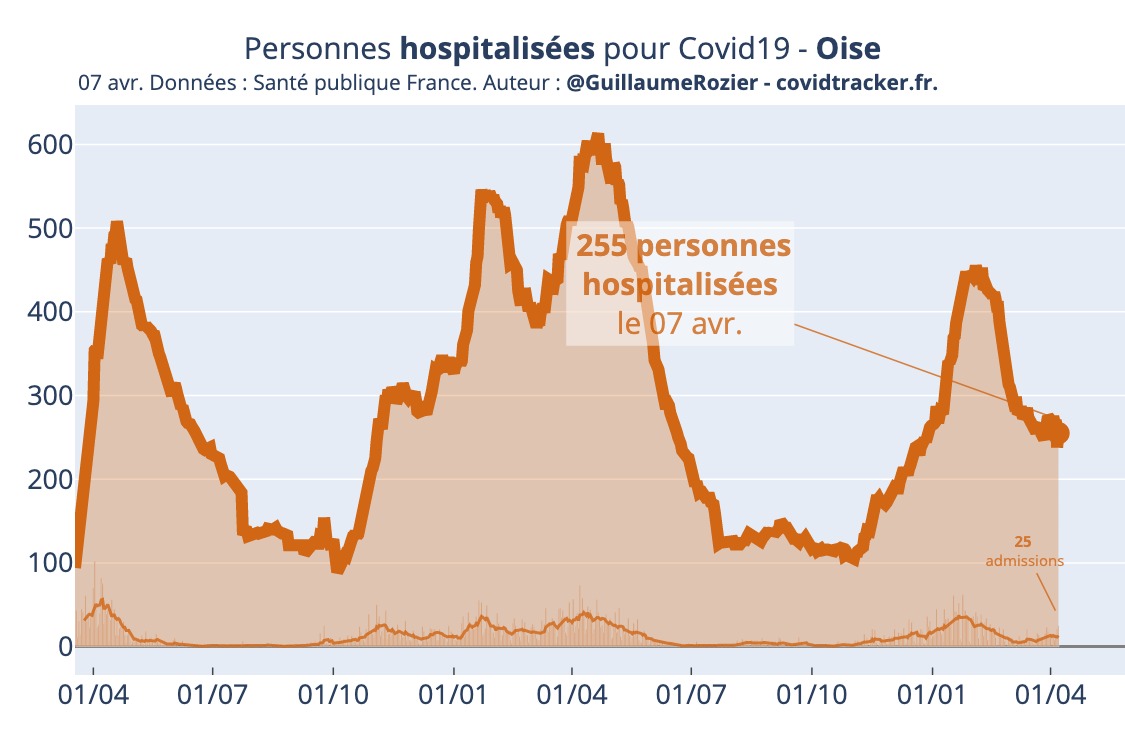 Personnes hospitalisées pour Covid19 - Oise
07 avr. Données : Santé publique France. Auteur : @GuillaumeRozier - covidtracker.fr.
600
500
400
300
200
100
0
255 personnes
hospitalisées
le 07 avr.
25
admissions
01/04 01/07 01/10 01/01 01/04 01/07 01/10 01/01 01/04